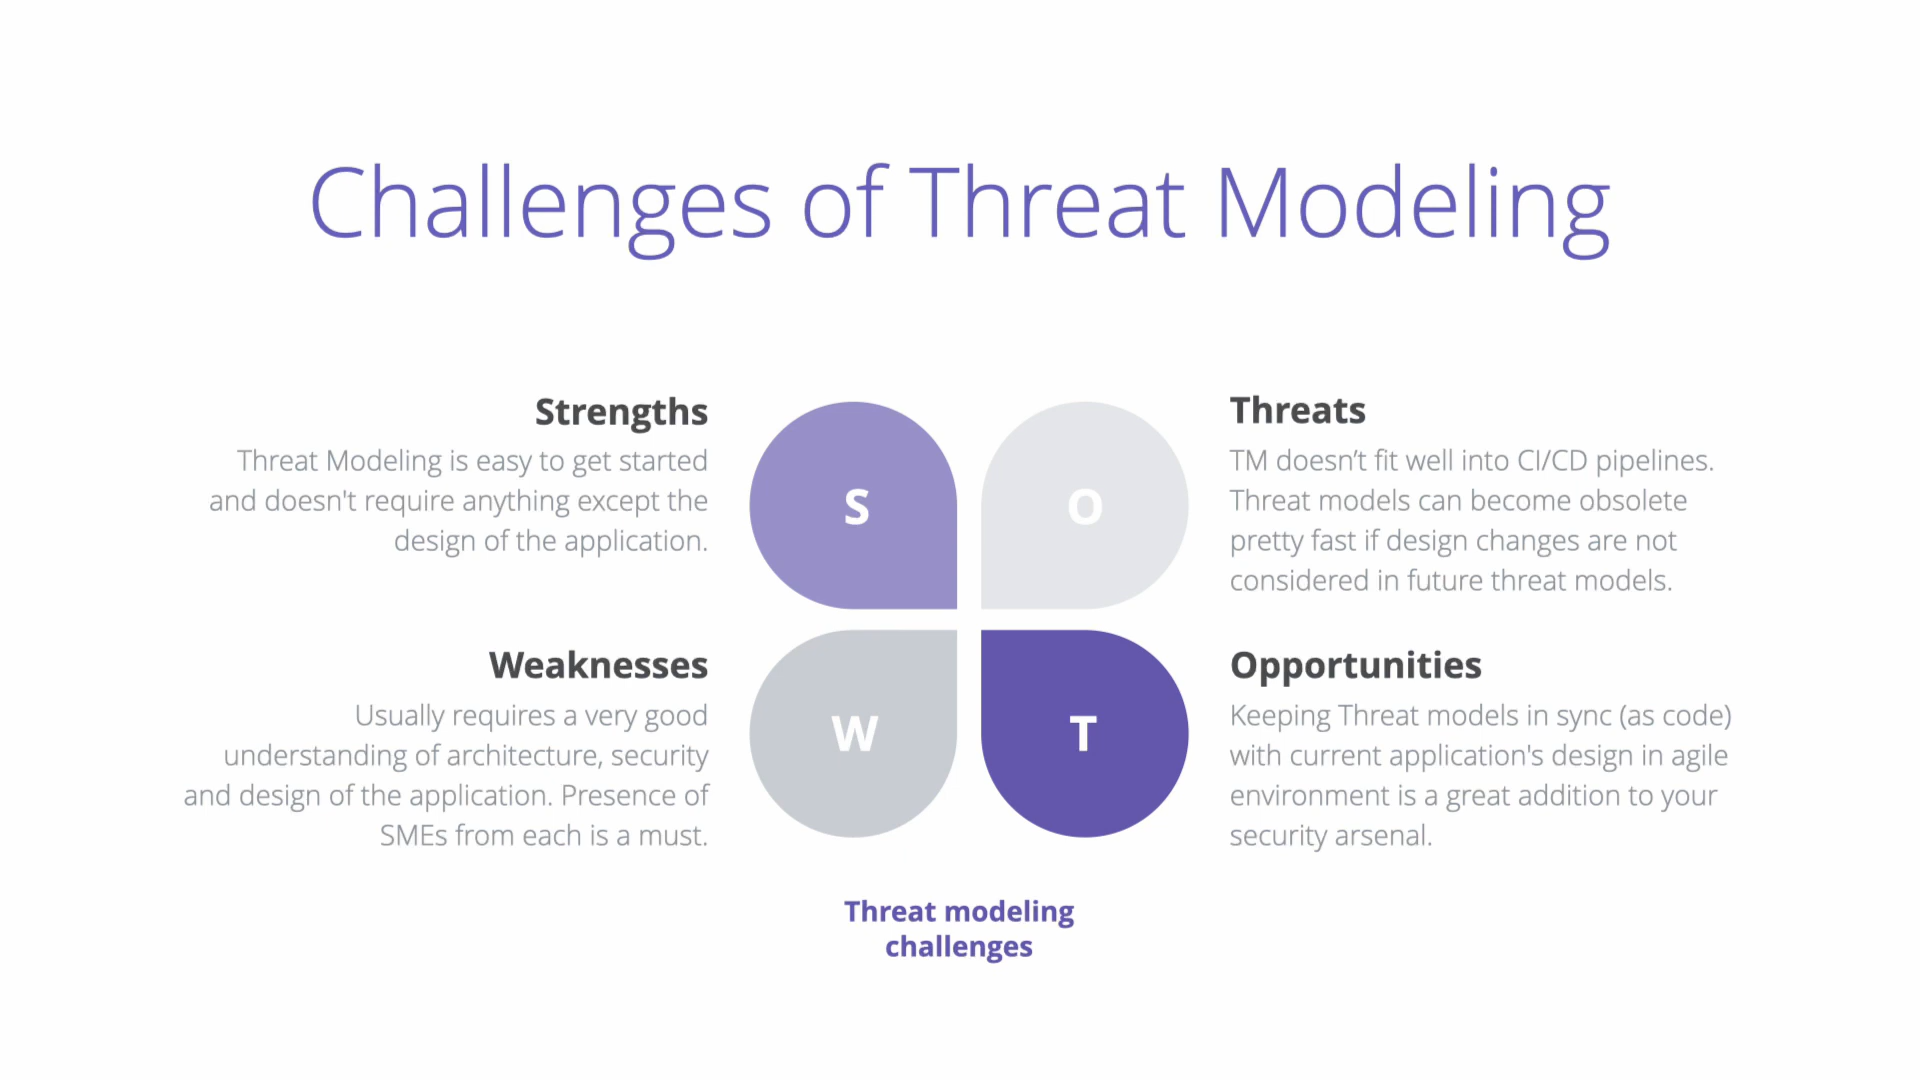 Challenges of Threat Modeling
Strengths
Threat Modeling is easy to get started
and doesn't require anything except the
design of the application.
Weaknesses
Usually requires a very good
understanding of architecture, security
and design of the application. Presence of
SMEs from each is a must.
S
O
W
T
Threats
TM doesn’t fit well into CI/CD pipelines.
Threat models can become obsolete
pretty fast if design changes are not
considered in future threat models.
Opportunities
Keeping Threat models in sync (as code)
with current application's design in agile
environment is a great addition to your
security arsenal.
Threat modeling
challenges